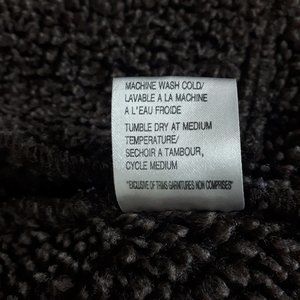 MACHINE WASH COLD/
LAVABLE A LA MACHINE
A L'EAU FROIDE
TUMBLE DRY AT MEDIUM
TEMPERATURE/
SECHOIR A TAMBOUR,
CYCLE MEDIUM
"EXCLUSIVE OF TRIMS GARNITURES NON COMPRISES"